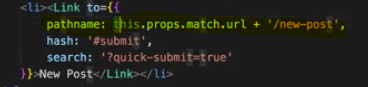 <li><Link to={{
pathname: this.props.match.url + '/new-post',
hash: '#submit',
search: '?quick-submit=true'
}}>New Post</Link></li>